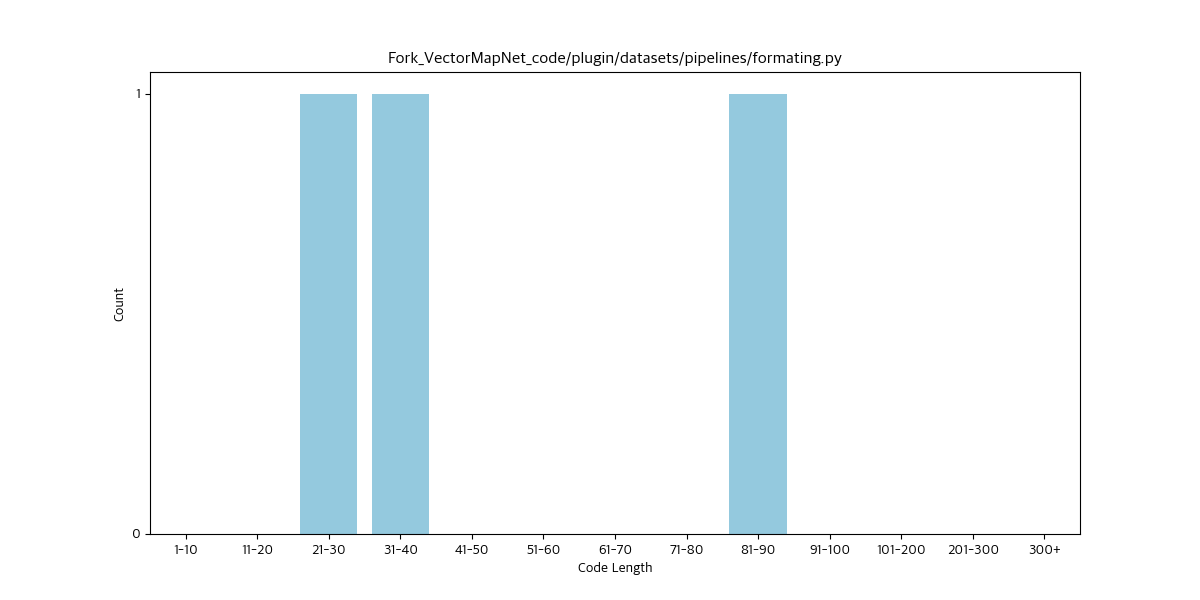 Fork_VectorMapNet_code/plugin/datasets/pipelines/formating.py
1
0
Count
1-10 11-20 21-30 31-40 41-50 51-60 61-70 71-80 81-90 91-100 101-200 201-300 300+
Code Length